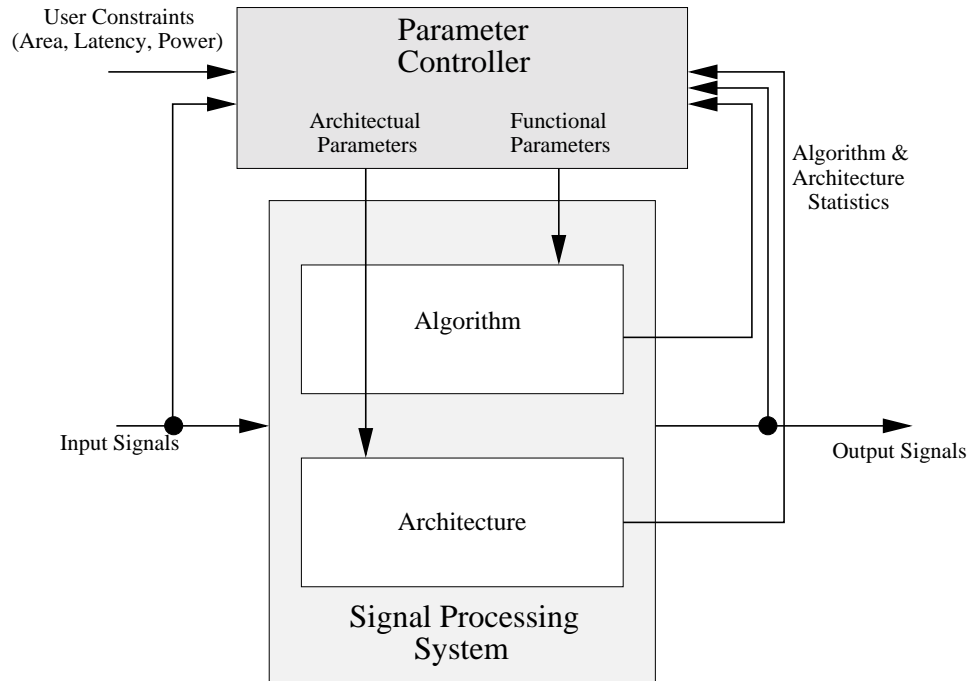 User Constraints
(Area, Latency, Power)
Parameter
Controller
Architectual
Parameters
Functional
Parameters
Algorithm &
Architecture
Statistics
Algorithm
Input Signals
Output Signals
Architecture
Signal Processing
System